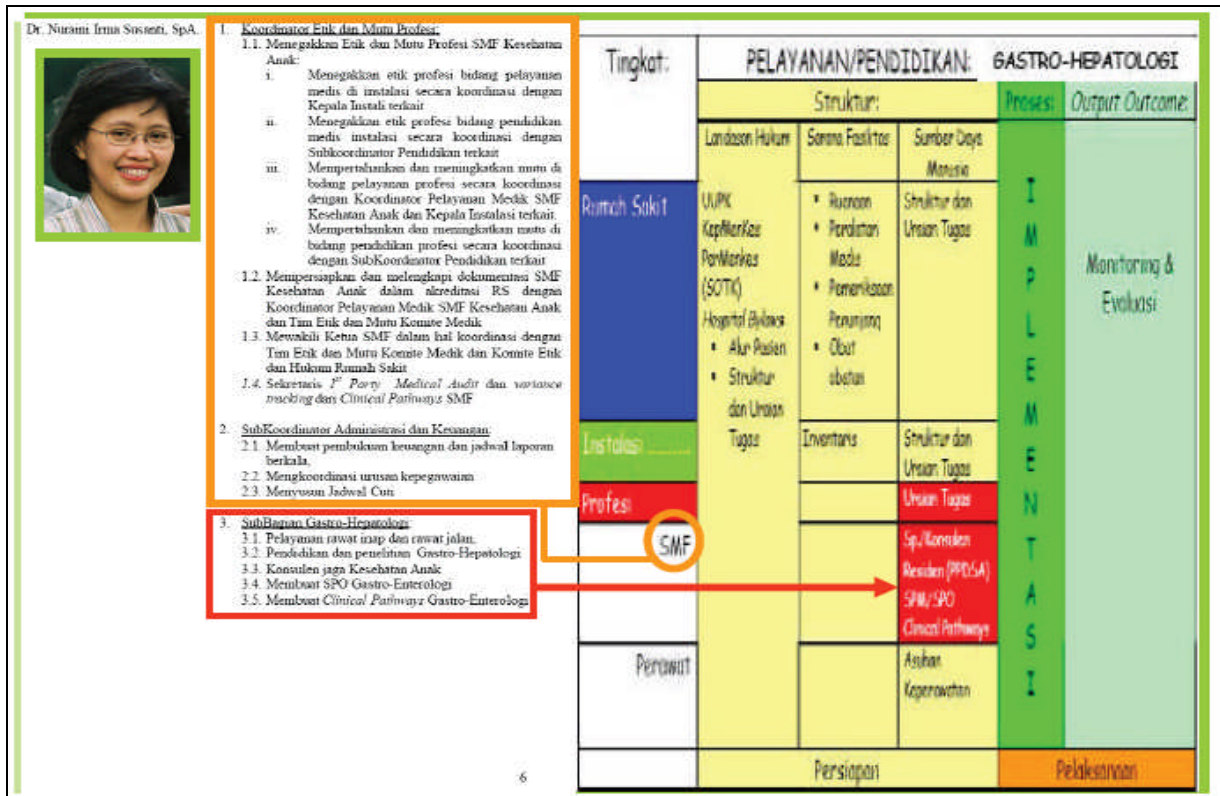 Dr. Nuraini Irma Susanti, SpA.
1. Koordinator Etik dan Mutu Profesi:
1.1. Menegakkan Etik dan Mutu Profesi SMF Kesehatan
Anak:
i. Menegakkan etik profesi bidang pelayanan
medis di instalasi secara koordinasi dengan
Kepala Instali terkait
ii. Menegakkan etik profesi bidang pendidikan
medis instalasi secara koordinasi dengan
Subkoordinator Pendidikan terkait
iii. Mempertahankan dan meningkatkan mutu di
bidang pelayanan profesi secara koordinasi
dengan Koordinator Pelayanan Medik SMF
Kesehatan Anak dan Kepala Instalasi terkait.
iv. Mempertahankan dan meningkatkan mutu di
bidang pendidikan profesi secara koordinasi
dengan SubKoordinator Pendidikan terkait
1.2. Mempersiapkan dan melengkapi dokumentasi SMF
Kesehatan Anak dalam akreditasi RS dengan
Koordinator Pelayanan Medik SMF Kesehatan Anak
dan Tim Etik dan Mutu Komite Medik
1.3. Mewakili Ketua SMF dalam hal koordinasi dengan
Tim Etik dan Mutu Komite Medik dan Komite Etik
dan Hukum Rumah Sakit
1.4. Sekretaris 1st Party Medical Audit dan variance
tracking dan Clinical Pathways SMF
2. SubKoordinator Administrasi dan Keuangan:
2.1. Membuat pembukuan keuangan dan jadwal laporan
berkala,
2.2. Mengkoordinasi urusan kepegawaian
2.3. Menyusun Jadwal Cuti
3. SubBagian Gastro-Hepatologi:
3.1. Pelayanan rawat inap dan rawat jalan,
3.2. Pendidikan dan penelitian Gastro-Hepatologi
3.3. Konsulen jaga Kesehatan Anak
3.4. Membuat SPO Gastro-Enterologi
3.5. Membuat Clinical Pathways Gastro-Enterologi
6
Tingkat:
PELAYANAN/PENDIDIKAN: GASTRO-HEPATOLOGI
Struktur:
Proses:
Output Outcome:
Landasan Hukum
Sarana Fasiltas
Sumber Daya
Manusia
Rumah Sakit
UUPK
KepMenKes
PerMenkes
(SOTK)
Hospital Bylaws
• Alur Pasien
• Struktur
dan Uraian
Tugas
• Ruangan
• Peralatan
Medis
• Pemeriksaan
Penunjang
• Obat
obatan
Struktur dan
Uraian Tugas
Instalasi ..........
Inventaris
Struktur dan
Uraian Tugas
Profesi
Uraian Tugas
SMF
Sp./Konsulen
Residen (PPDSA)
SPM/ SPO
Clinical Pathways
Perawat
Asuhan
Keperawatan
IMPLEMENTASI
Monitoring &
Evaluasi
Persiapan
Pelaksanaan